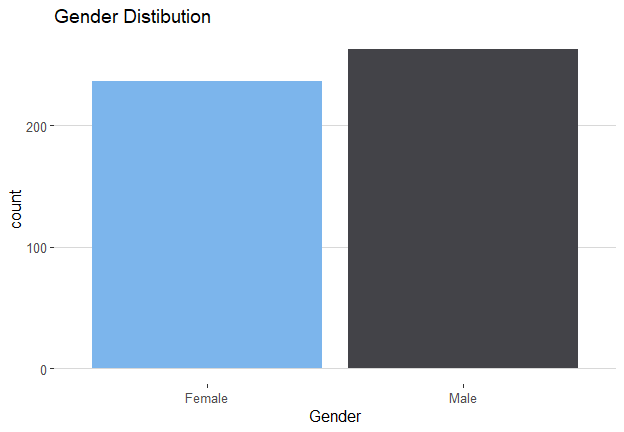 Gender Distibution
count
200
100
0
Female
Male
Gender